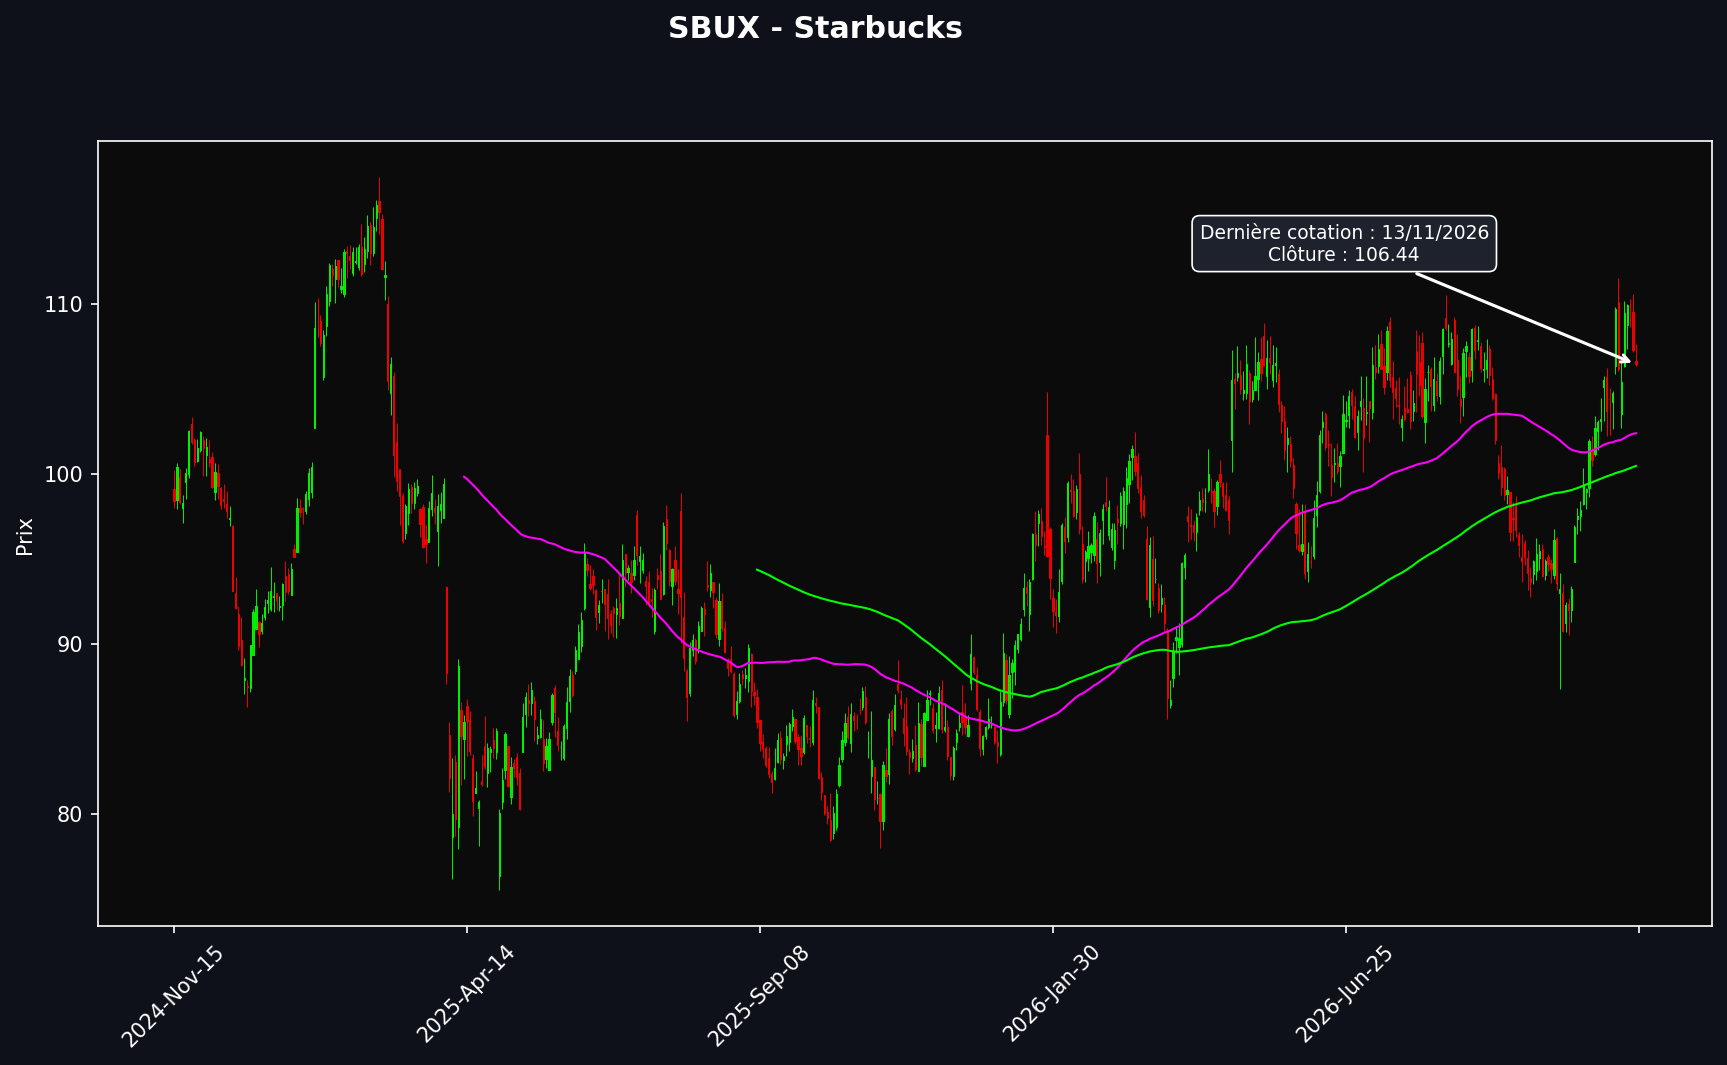 SBUX - Starbucks
Dernière cotation : 13/11/2026
Clôture : 106.44
Prix
110
100
90
80
2024-Nov-15
2025-Apr-14
2025-Sep-08
2026-Jan-30
2026-Jun-25